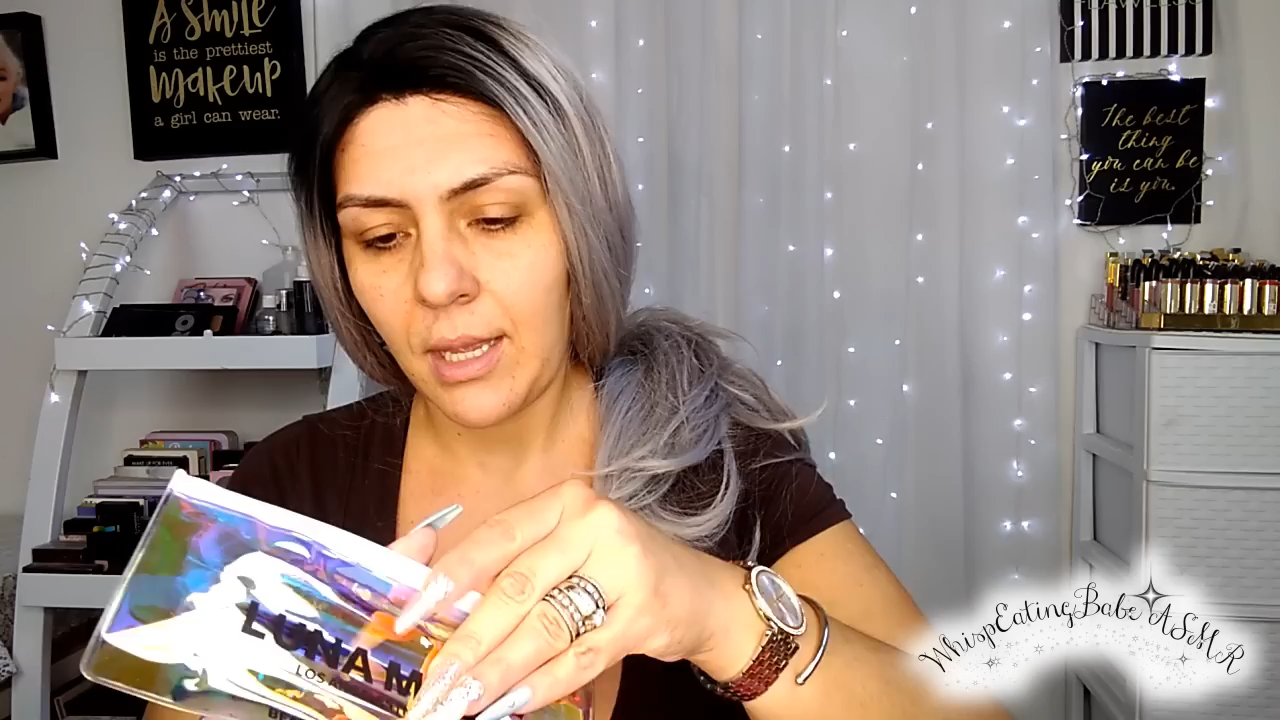 A SMILE
is the prettiest
makeup
a girl can wear.
FLAWLESS
The best
thing
you can be
is you.
LUNA M
LOS
WhispEatingBabe ASMR